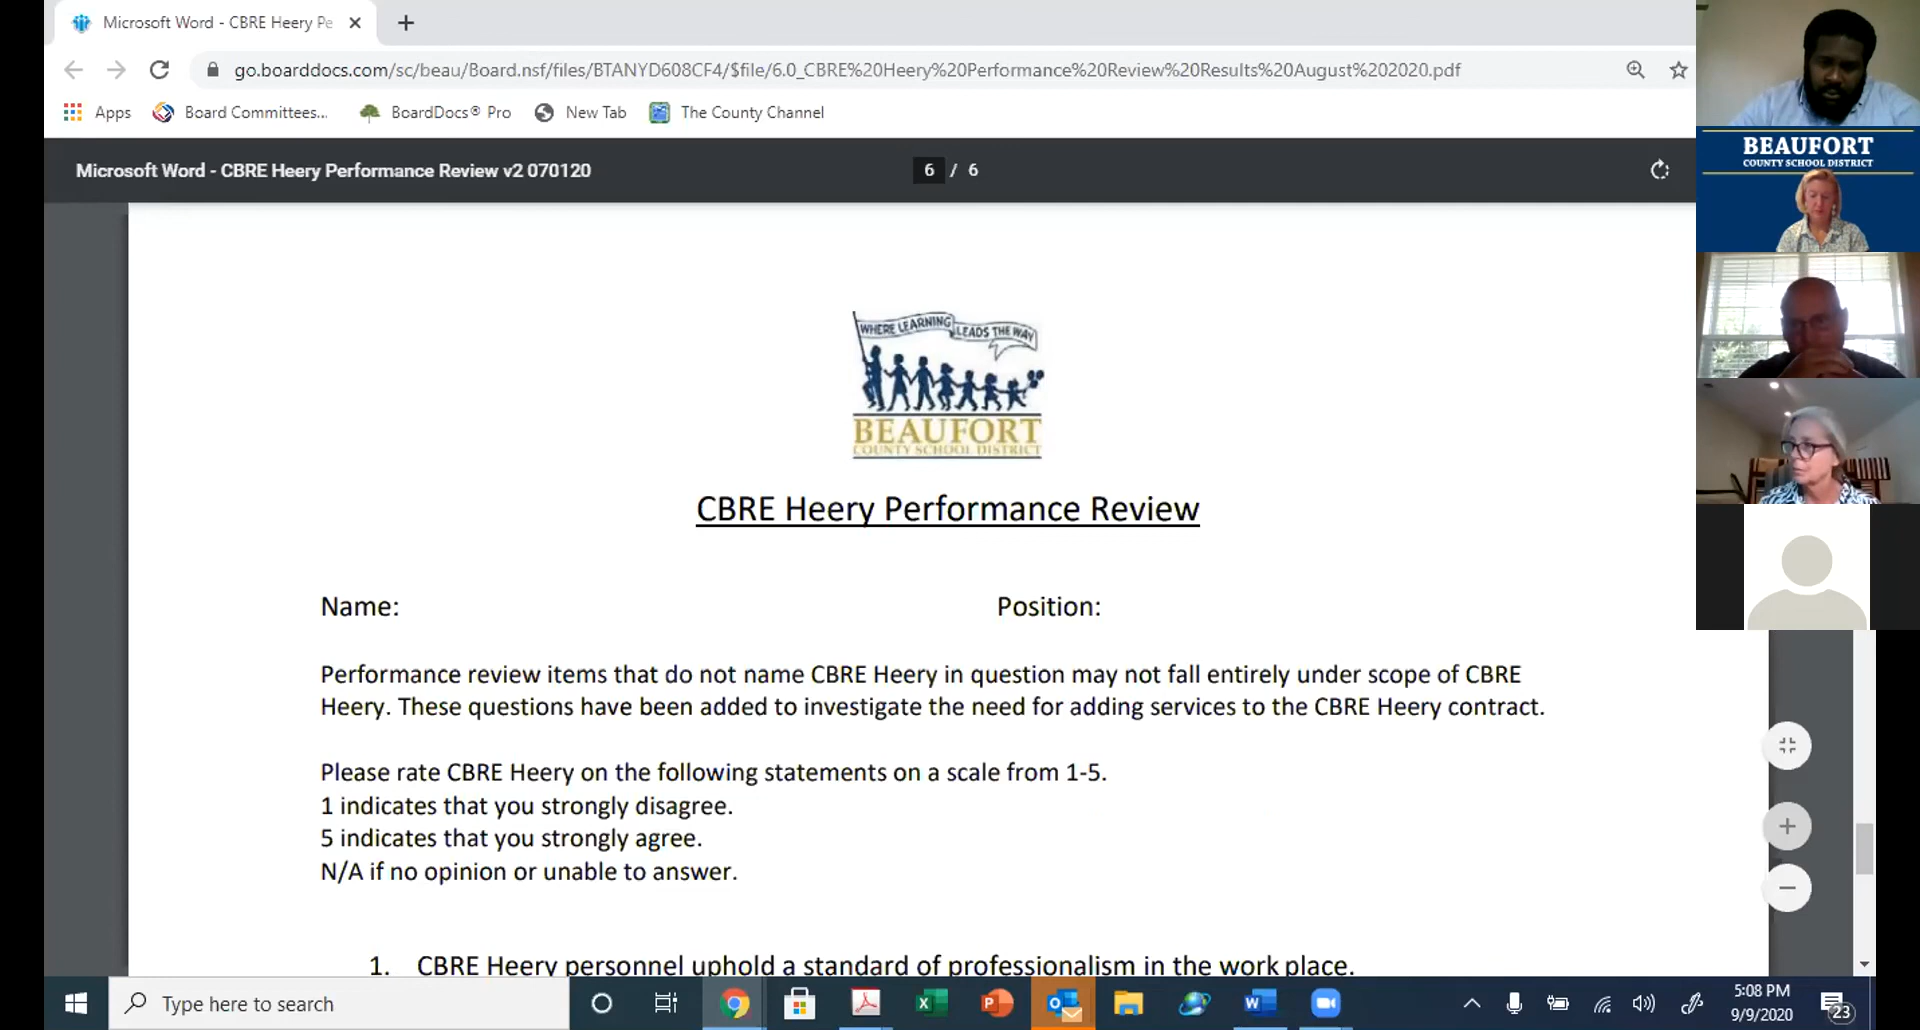 Microsoft Word - CBRE Heery Pe
go.boarddocs.com/sc/beau/Board.nsf/files/BTANYD608CF4/$file/6.0_CBRE%20Heery%20Performance%20Review%20Results%20August%202020.pdf
Apps Board Committees... BoardDocs® Pro New Tab The County Channel
Microsoft Word - CBRE Heery Performance Review v2 070120 6 / 6
BEAUFORT
COUNTY SCHOOL DISTRICT
WHERE LEARNING LEADS THE WAY
BEAUFORT
COUNTY SCHOOL DISTRICT
CBRE Heery Performance Review
Name: Position:
Performance review items that do not name CBRE Heery in question may not fall entirely under scope of CBRE
Heery. These questions have been added to investigate the need for adding services to the CBRE Heery contract.
Please rate CBRE Heery on the following statements on a scale from 1-5.
1 indicates that you strongly disagree.
5 indicates that you strongly agree.
N/A if no opinion or unable to answer.
1. CBRE Heery personnel uphold a standard of professionalism in the work place.
Type here to search
5:08 PM
9/9/2020
23